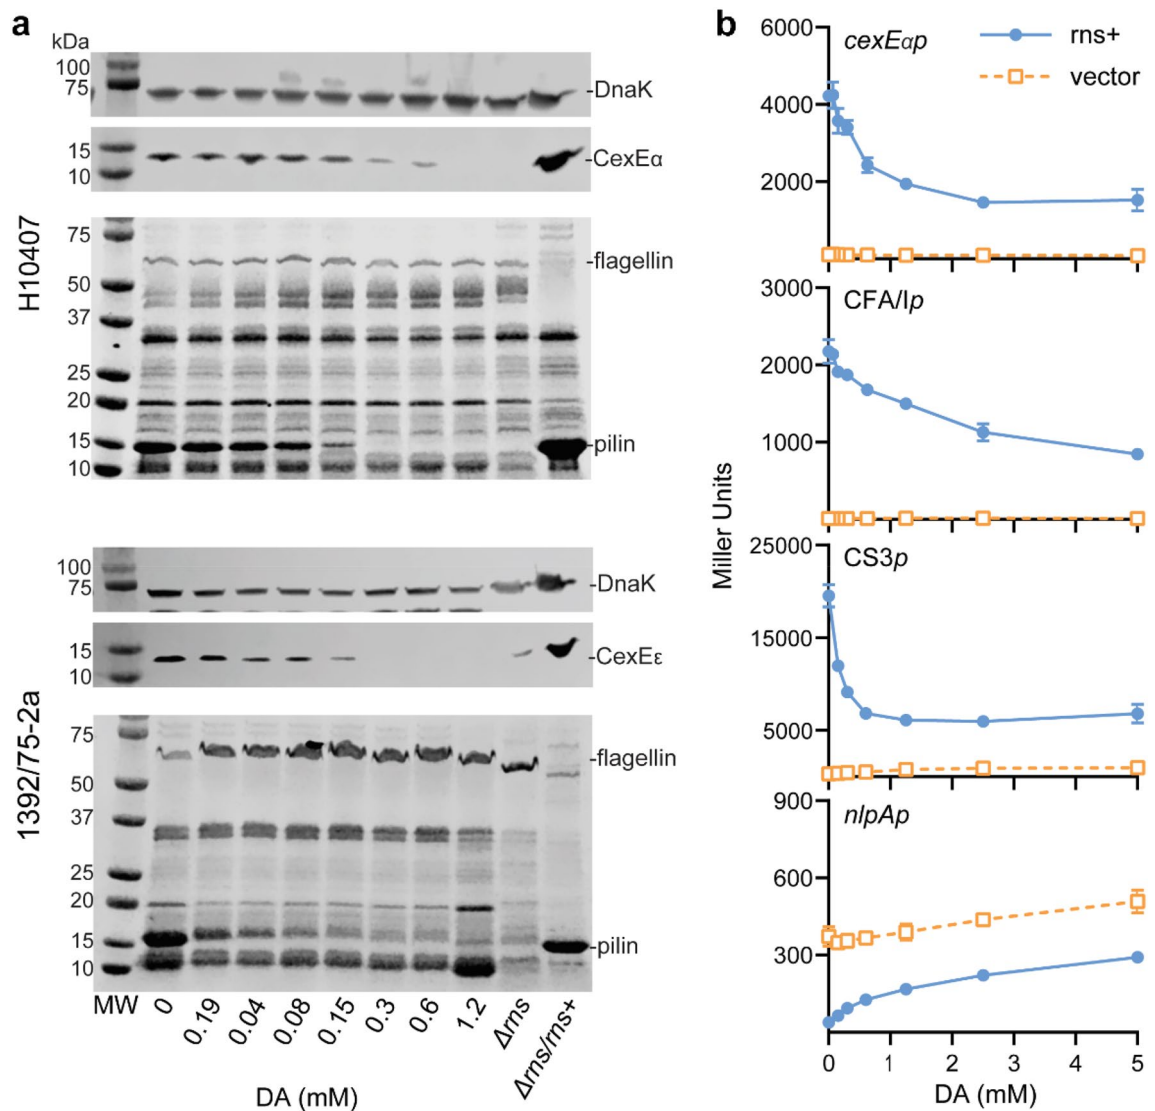 a
kDa
100
75
-DnaK
15
10
-CexEα
H10407
75
50
37
25
20
15
10
-flagellin
-pilin
100
75
-DnaK
15
10
-CexEε
1392/75-2a
75
50
37
25
20
15
10
-flagellin
-pilin
MW 0 0.19 0.04 0.08 0.15 0.3 0.6 1.2 Δrns Δrns/rns+
DA (mM)
b
rns+
vector
Miller Units
cexEαp
6000
4000
2000
CFA/Ip
3000
2000
1000
CS3p
25000
15000
5000
nlpAp
900
600
300
0 1 2 3 4 5
DA (mM)